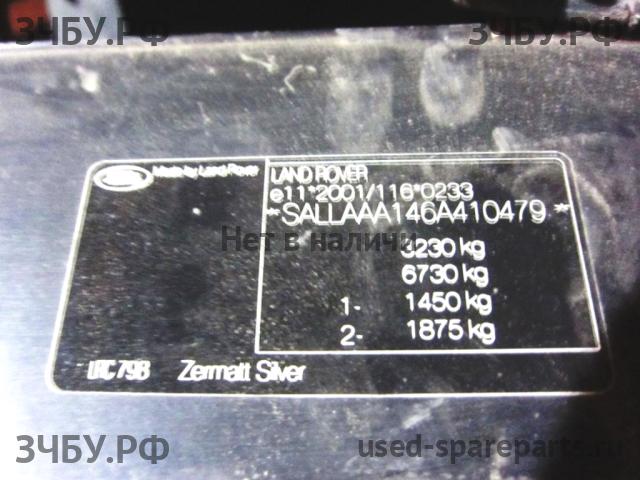 ЗЧБУ.РФ
ЗЧБУ.РФ
Made by Land Rover
LAND ROVER
e11*2001/116*0233
*SALLAAA146A410479*
Нет в наличии
3230 kg
6730 kg
1- 1450 kg
2- 1875 kg
LRC 79B Zermatt Silver
ЗЧБУ.РФ
used-spareparts.ru